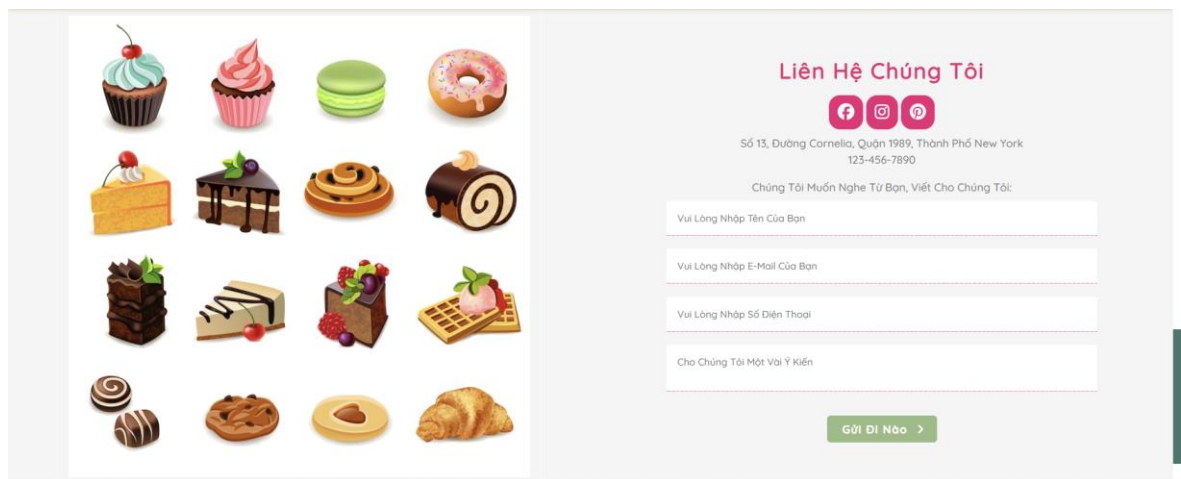 Liên Hệ Chúng Tôi
Số 13, Đường Cornelia, Quận 1989, Thành Phố New York
123-456-7890
Chúng Tôi Muốn Nghe Từ Bạn, Viết Cho Chúng Tôi:
Vui Lòng Nhập Tên Của Bạn
Vui Lòng Nhập E-Mail Của Bạn
Vui Lòng Nhập Số Điện Thoại
Cho Chúng Tôi Một Vài Ý Kiến
Gửi Đi Nào